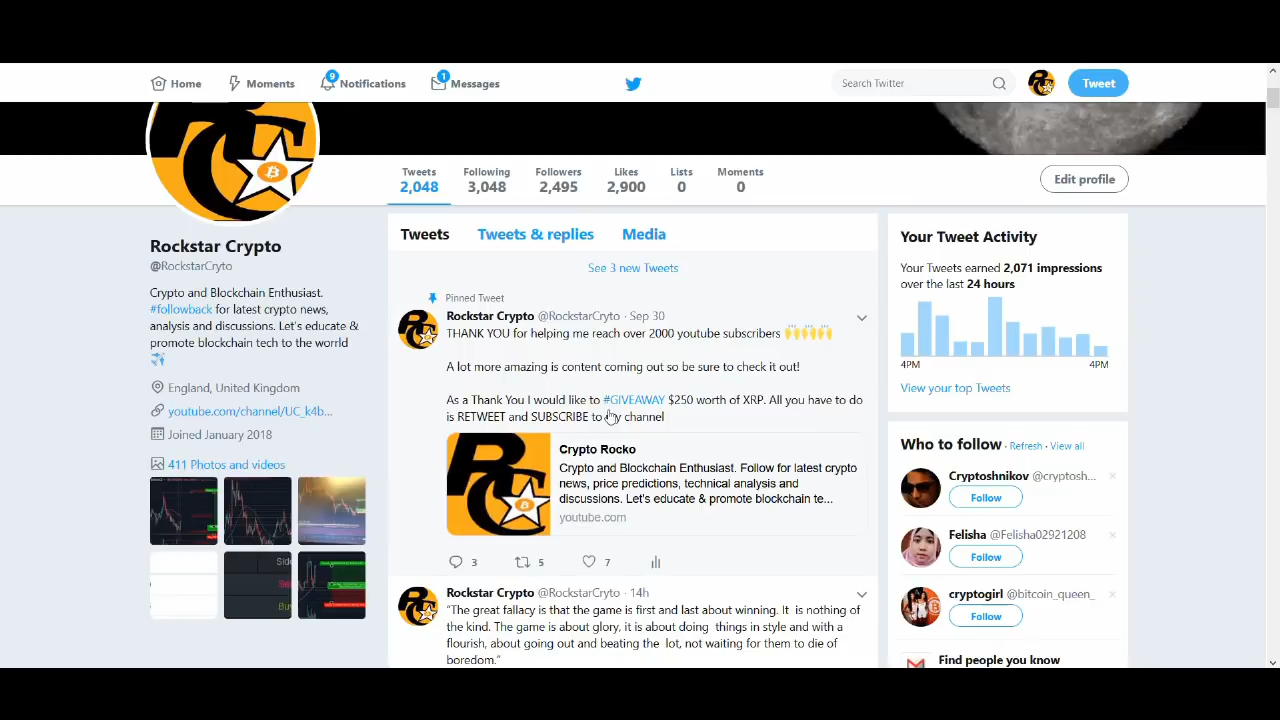 Home
Moments
9
Notifications
1
Messages
Search Twitter
Tweet
Tweets
2,048
Following
3,048
Followers
2,495
Likes
2,900
Lists
0
Moments
0
Edit profile
Rockstar Crypto
@RockstarCryto
Crypto and Blockchain Enthusiast.
#followback for latest crypto news,
analysis and discussions. Let's educate &
promote blockchain tech to the worrld
England, United Kingdom
youtube.com/channel/UC_k4b...
Joined January 2018
411 Photos and videos
Tweets
Tweets & replies
Media
See 3 new Tweets
Pinned Tweet
Rockstar Crypto @RockstarCryto · Sep 30
THANK YOU for helping me reach over 2000 youtube subscribers
A lot more amazing is content coming out so be sure to check it out!
As a Thank You I would like to #GIVEAWAY $250 worth of XRP. All you have to do
is RETWEET and SUBSCRIBE to my channel
Crypto Rocko
Crypto and Blockchain Enthusiast. Follow for latest crypto
news, price predictions, technical analysis and
discussions. Let's educate & promote blockchain te...
youtube.com
3
5
7
Rockstar Crypto @RockstarCryto · 14h
“The great fallacy is that the game is first and last about winning. It is nothing of
the kind. The game is about glory, it is about doing things in style and with a
flourish, about going out and beating the lot, not waiting for them to die of
boredom.”
Your Tweet Activity
Your Tweets earned 2,071 impressions
over the last 24 hours
4PM
4PM
View your top Tweets
Who to follow · Refresh · View all
Cryptoshnikov @cryptosh...
Follow
Felisha @Felisha02921208
Follow
cryptogirl @bitcoin_queen_
Follow
Find people you know